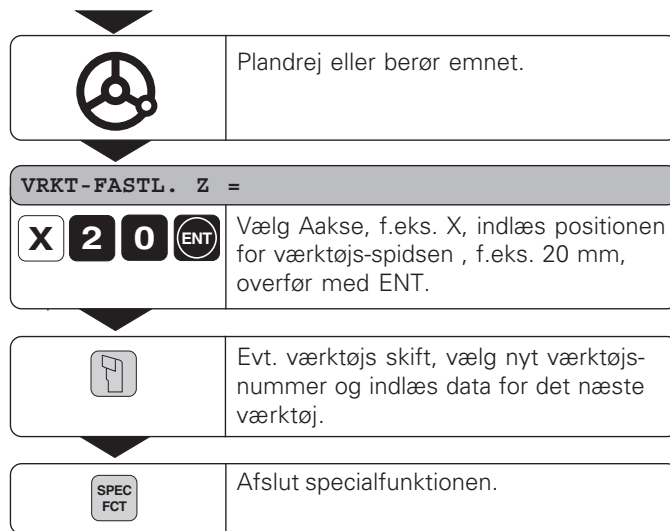 Plandrej eller berør emnet.
VRKT-FASTL. Z =
X 2 0 ENT
Vælg Aakse, f.eks. X, indlæs positionen
for værktøjs-spidsen , f.eks. 20 mm,
overfør med ENT.
Evt. værktøjs skift, vælg nyt værktøjs-
nummer og indlæs data for det næste
værktøj.
SPEC
FCT
Afslut specialfunktionen.